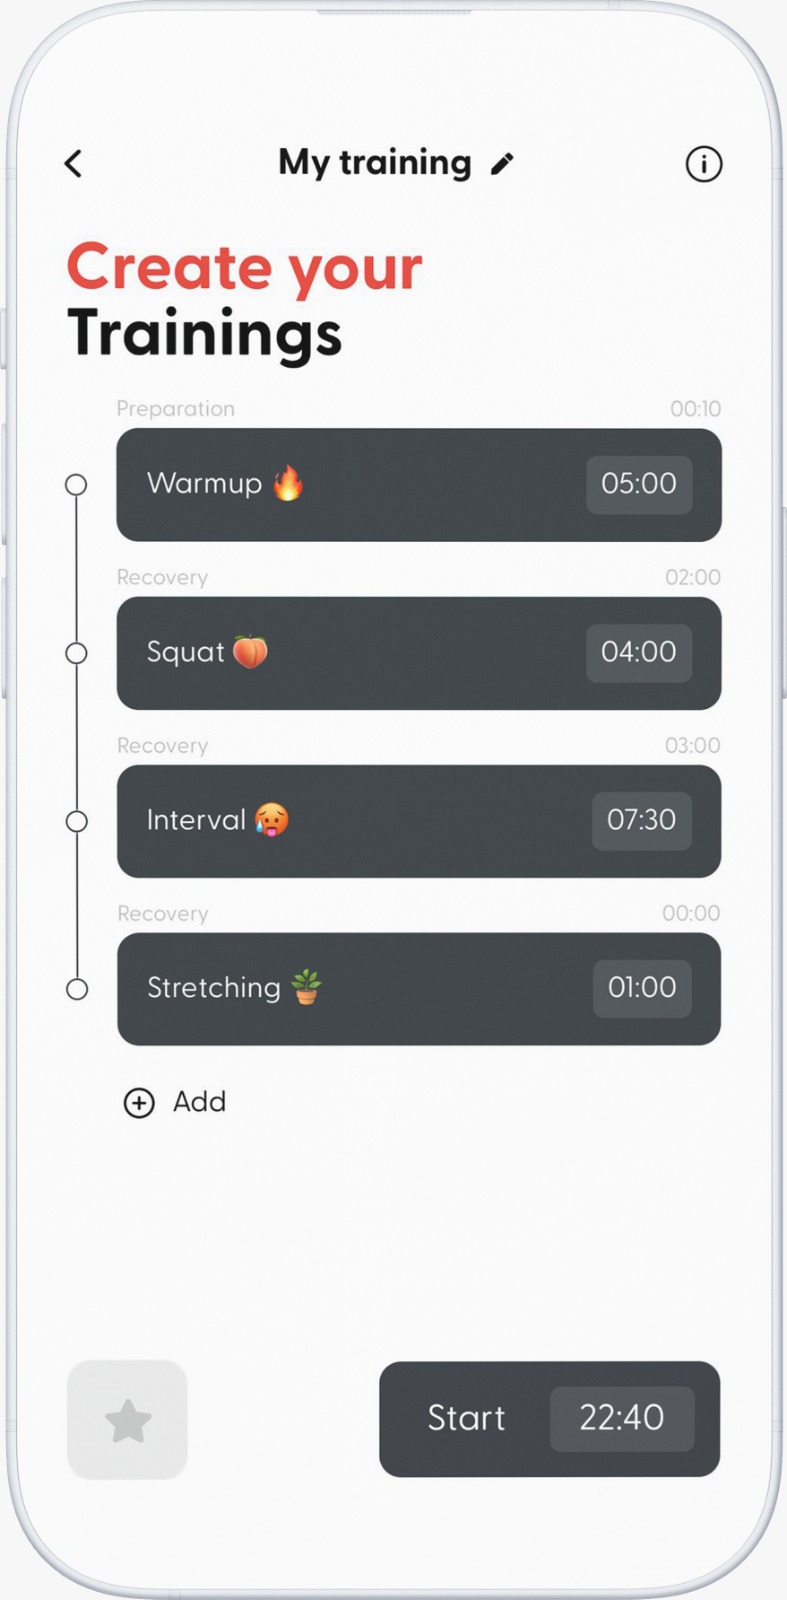 My training
Create your
Trainings
Preparation 00:10
Warmup 🔥 05:00
Recovery 02:00
Squat 🍑 04:00
Recovery 03:00
Interval 🥵 07:30
Recovery 00:00
Stretching 🪴 01:00
Add
Start 22:40